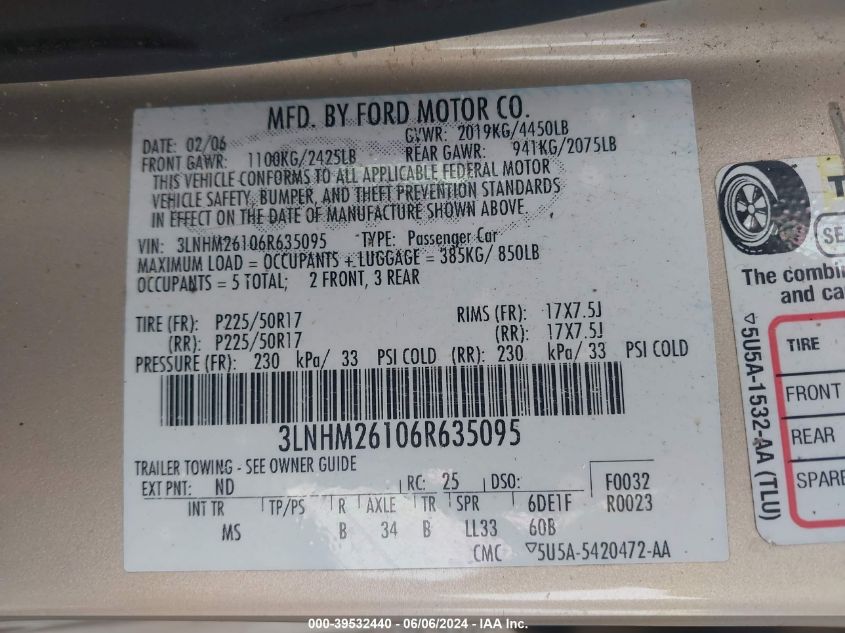 MFD. BY FORD MOTOR CO.
DATE: 02/06 GVWR: 2019KG/4450LB
FRONT GAWR: 1100KG/2425LB REAR GAWR: 941KG/2075LB
THIS VEHICLE CONFORMS TO ALL APPLICABLE FEDERAL MOTOR
VEHICLE SAFETY, BUMPER, AND THEFT PREVENTION STANDARDS
IN EFFECT ON THE DATE OF MANUFACTURE SHOWN ABOVE.
VIN: 3LNHM26106R635095 TYPE: Passenger Car
MAXIMUM LOAD = OCCUPANTS + LUGGAGE = 385KG/ 850LB
OCCUPANTS = 5 TOTAL; 2 FRONT, 3 REAR
TIRE (FR): P225/50R17 RIMS (FR): 17X7.5J
(RR): P225/50R17 (RR): 17X7.5J
PRESSURE (FR): 230 kPa/ 33 PSI COLD (RR): 230 kPa/ 33 PSI COLD
3LNHM26106R635095
TRAILER TOWING - SEE OWNER GUIDE
EXT PNT: ND RC: 25 DSO: F0032
INT TR TP/PS R AXLE TR SPR 6DE1F R0023
MS B 34 B LL33 60B
CMC ▽5U5A-5420472-AA
T
SE
The combi
and ca
▽5U5A-1532-AA (TLU)
TIRE
FRONT
REAR
SPARE
000-39532440 - 06/06/2024 - IAA Inc.